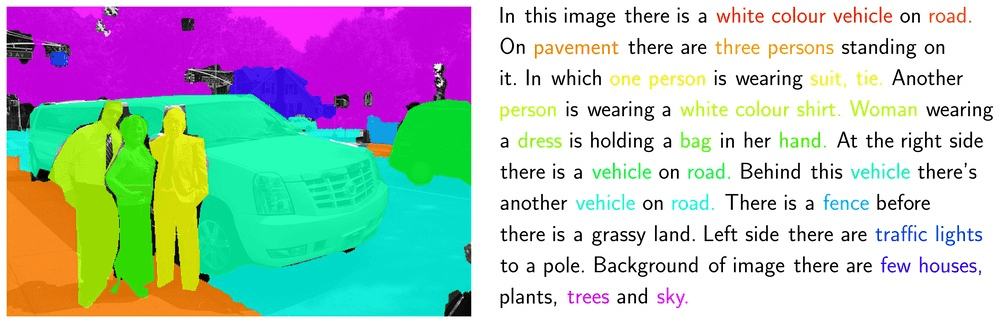 In this image there is a white colour vehicle on road.
On pavement there are three persons standing on
it. In which one person is wearing suit, tie. Another
person is wearing a white colour shirt. Woman wearing
a dress is holding a bag in her hand. At the right side
there is a vehicle on road. Behind this vehicle there's
another vehicle on road. There is a fence before
there is a grassy land. Left side there are traffic lights
to a pole. Background of image there are few houses,
plants, trees and sky.